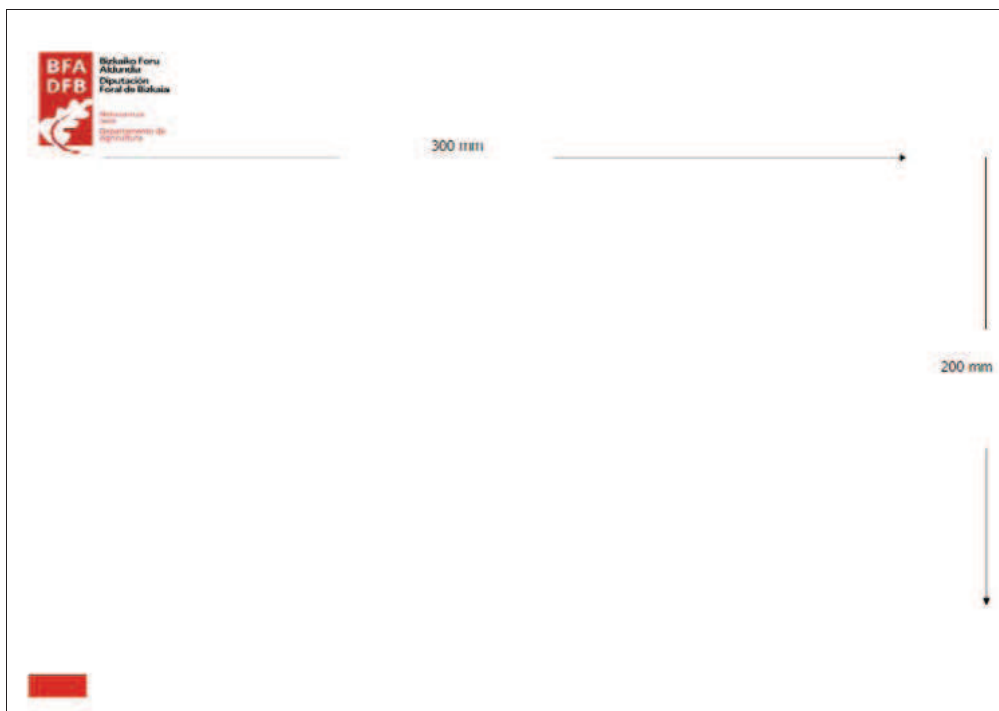 BFA
DFB
Bizkaiko Foru
Aldundia
Diputación
Foral de Bizkaia
Departamento de
Agricultura
300 mm
200 mm